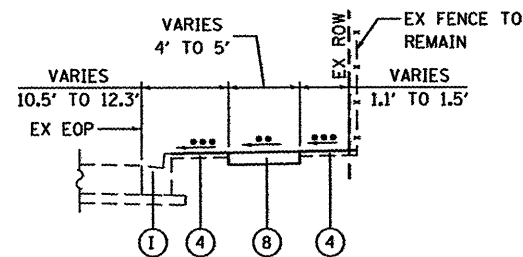 VARIES
4' TO 5'
EX ROW
EX FENCE TO
REMAIN
VARIES
10.5' TO 12.3'
VARIES
1.1' TO 1.5'
EX EOP
I
4
8
4